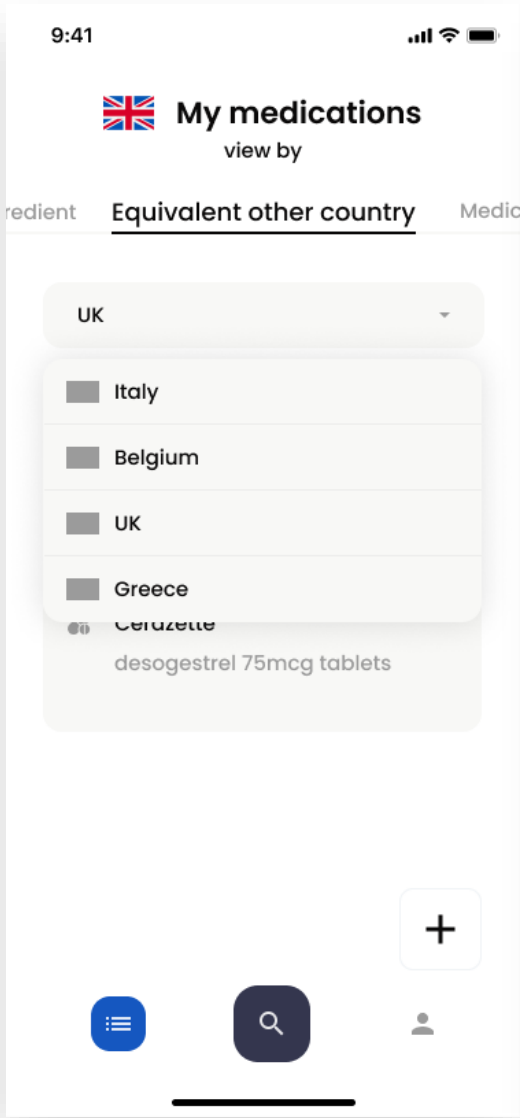 9:41
My medications
view by
redient Equivalent other country Medic
UK
Italy
Belgium
UK
Greece
Cerazette
desogestrel 75mcg tablets